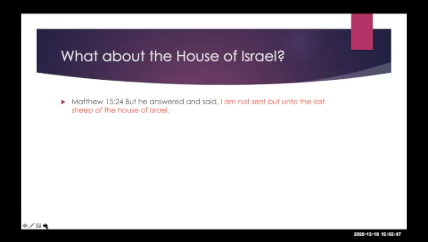 What about the House of Israel?
Matthew 15:24 But he answered and said, I am not sent but unto the lost
sheep of the house of Israel.
2020-12-19 15:02:47